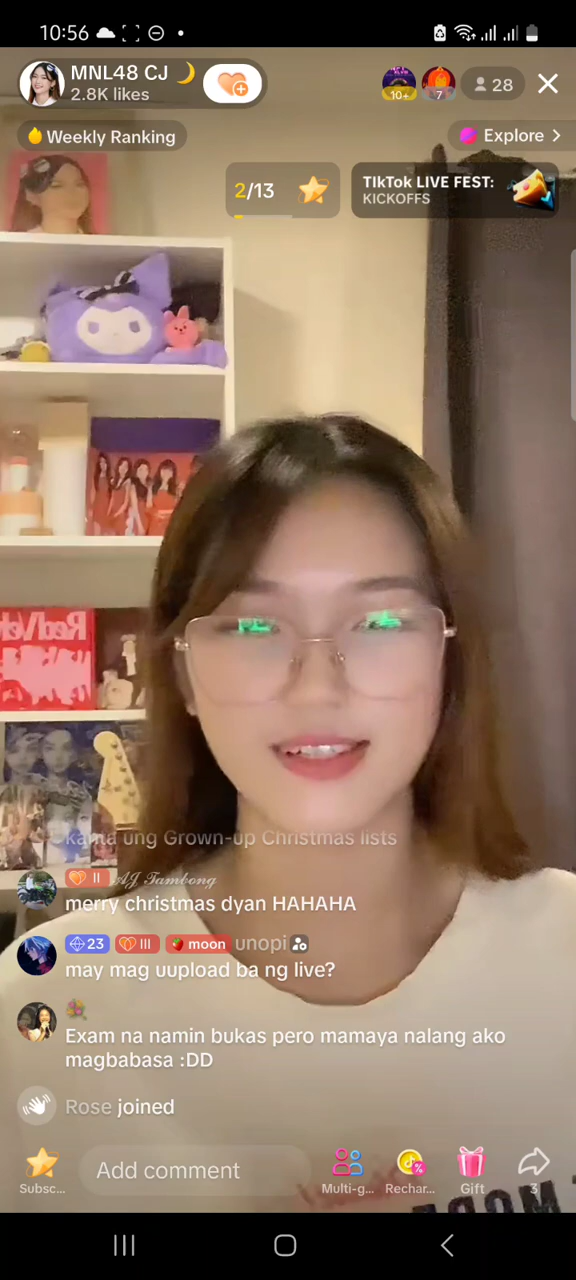 10:56
MNL48 CJ 🌙
2.8K likes
10+
7
28
Weekly Ranking
Explore >
2/13
TikTok LIVE FEST:
KICKOFFS
RedVel
kanta ung Grown-up Christmas lists
II AJ Tambong
merry christmas dyan HAHAHA
23 III moon unopi
may mag uupload ba ng live?
Exam na namin bukas pero mamaya nalang ako
magbabasa :DD
Rose joined
Subsc...
Add comment
Multi-g...
Rechar...
Gift
3